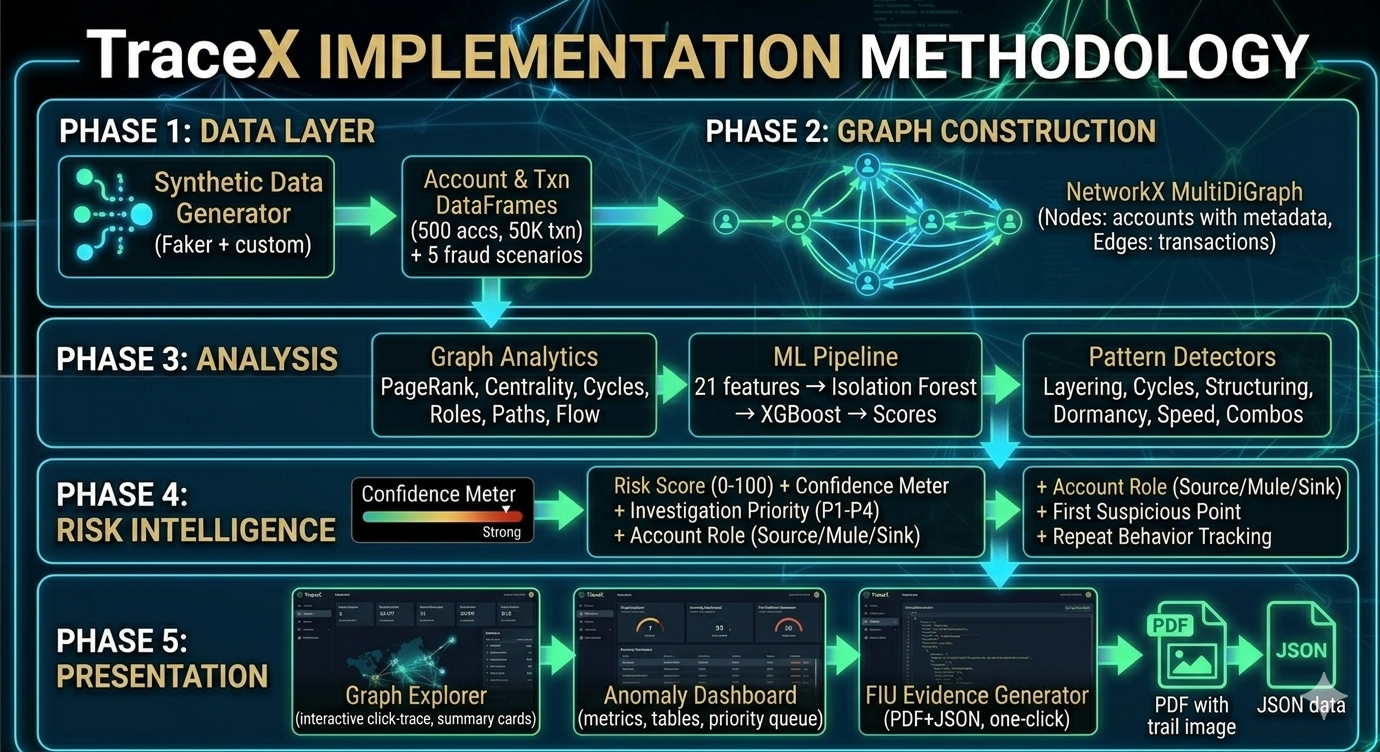 TraceX IMPLEMENTATION METHODOLOGY
PHASE 1: DATA LAYER
Synthetic Data
Generator
(Faker + custom)
Account & Txn
DataFrames
(500 accs, 50K txn)
+ 5 fraud scenarios
PHASE 2: GRAPH CONSTRUCTION
NetworkX MultiDiGraph
(Nodes: accounts with metadata,
Edges: transactions)
PHASE 3: ANALYSIS
Graph Analytics
PageRank, Centrality, Cycles,
Roles, Paths, Flow
ML Pipeline
21 features → Isolation Forest
→ XGBoost → Scores
Pattern Detectors
Layering, Cycles, Structuring,
Dormancy, Speed, Combos
PHASE 4:
RISK INTELLIGENCE
Confidence Meter
Strong
Risk Score (0-100) + Confidence Meter
+ Investigation Priority (P1-P4)
+ Account Role (Source/Mule/Sink)
+ Account Role (Source/Mule/Sink)
+ First Suspicious Point
+ Repeat Behavior Tracking
PHASE 5:
PRESENTATION
Graph Explorer
(interactive click-trace, summary cards)
Anomaly Dashboard
(metrics, tables, priority queue)
FIU Evidence Generator
(PDF+JSON, one-click)
PDF
PDF with
trail image
JSON
JSON data